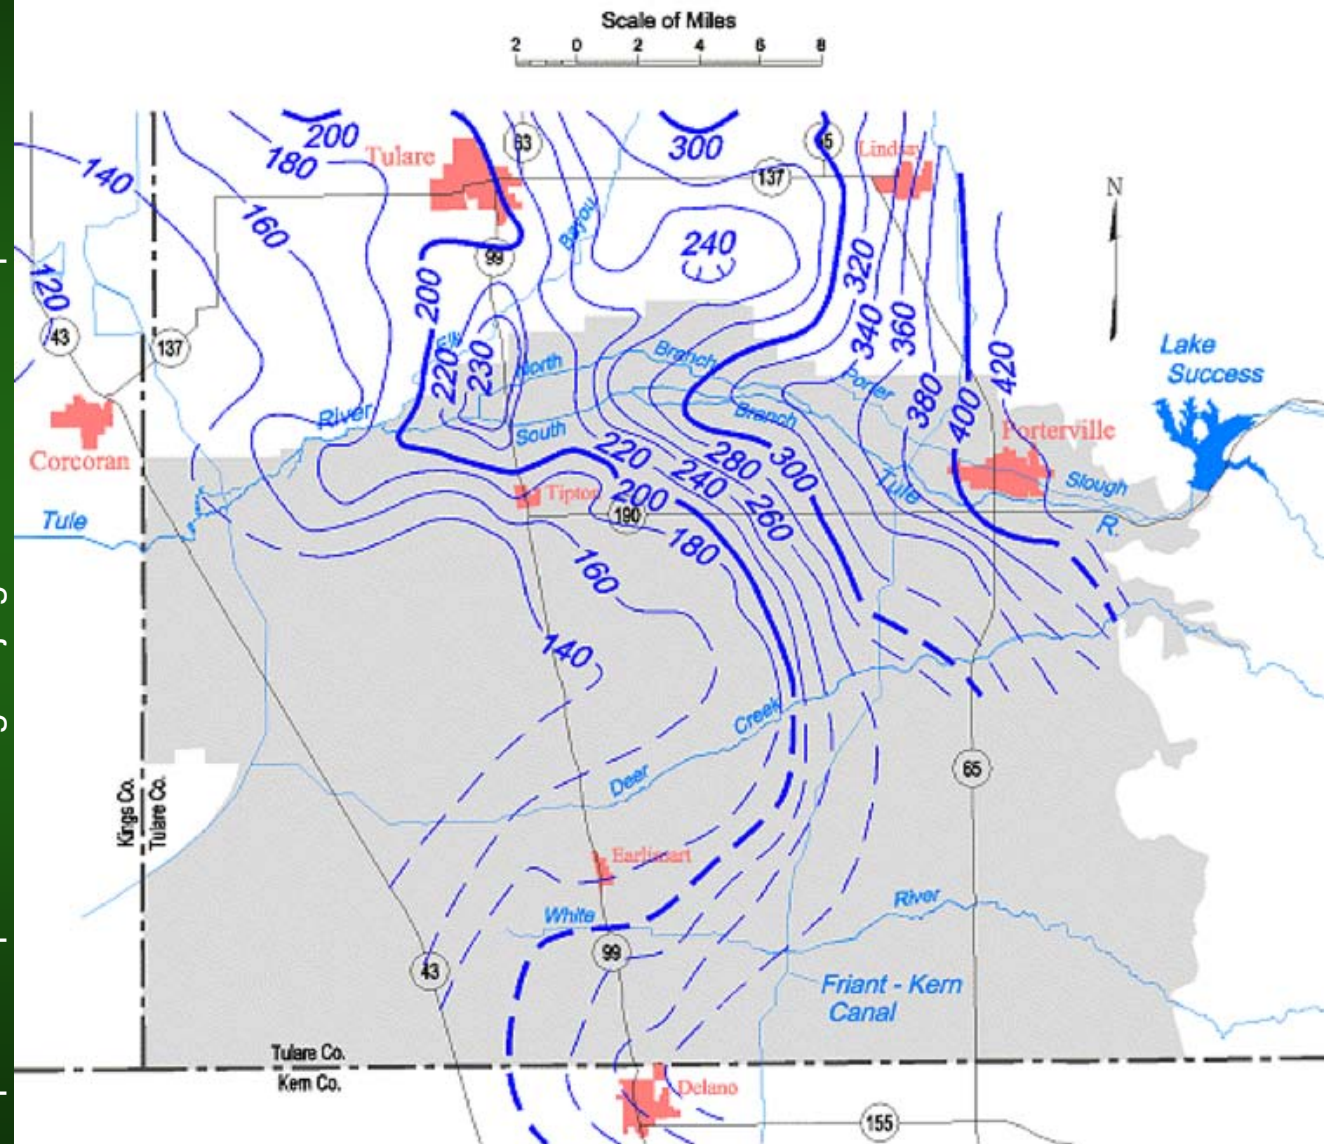 Scale of Miles
2 0 2 4 6 8
200
180
Tulare
63
300
65
Lindsay
137
140
160
240
N
99
200
320
120
43
137
340
360
420
Lake
Success
220
230
Elk
Bayou
North
Branch
Porter
380
400
River
South
Branch
Porterville
Corcoran
220
240
280
300
260
Tule
Slough
Tule
Tipton
200
190
R.
180
160
140
Creek
Deer
65
Kings Co.
Tulare Co.
Earlimart
White
River
99
43
Friant - Kern
Canal
Tulare Co.
Kern Co.
Delano
155